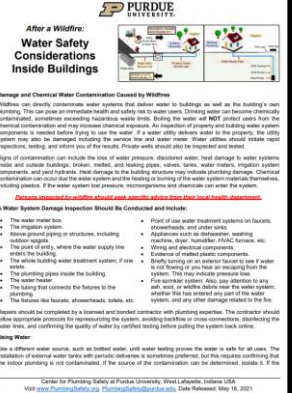 PURDUE
UNIVERSITY.
After a Wildfire:
Water Safety
Considerations
Inside Buildings
Damage and Chemical Water Contamination Caused by Wildfires
Wildfires can directly contaminate water systems that deliver water to buildings as well as the building's own
plumbing. This can pose an immediate health and safety risk to water users. Drinking water can become chemically
contaminated, sometimes exceeding hazardous waste limits. Boiling the water will NOT protect users from the
chemical contamination and may increase chemical exposure. An inspection of property and building water system
components is needed before trying to use the water. If a water utility delivers water to the property, the utility
system may also be damaged including the service line and water meter. Water utilities should initiate rapid
inspections, testing, and inform you of the results. Private wells should also be inspected and tested.
Signs of contamination can include the loss of water pressure, discolored water, heat damage to water systems
inside and outside buildings, broken, melted, and leaking pipes, valves, tanks, water meters, irrigation system
components, and yard hydrants. Heat damage to the building structure may indicate plumbing damage. Chemical
contamination can occur due to the water system and the heating or burning of the water system materials themselves,
including plastics. If the water system lost pressure, microorganisms and chemicals can enter the system.
Persons impacted by wildfire should seek specific advice from their local health department.
A Water System Damage Inspection Should Be Conducted and Include:
The water meter box.
The irrigation system.
Above ground piping or structures, including
outdoor spigots.
The point of entry, where the water supply line
enters the building.
The whole building water treatment system, if one
exists.
The plumbing pipes inside the building.
The water heater.
The tubing that connects the fixtures to the
plumbing.
The fixtures like faucets, showerheads, toilets, etc.
Point of use water treatment systems on faucets,
showerheads, and under sinks.
Appliances such as dishwasher, washing
machine, dryer, humidifier, HVAC furnace, etc.
Wiring and electrical components.
Evidence of melted plastic components.
Briefly turning on an exterior faucet to see if water
is not flowing or you hear air escaping from the
system. This may indicate pressure loss.
Fire sprinkler system. Also, pay attention to any
ash, soot, or wildfire debris near the water system,
whether this has entered any part of the water
system, and any other damage related to the fire.
Repairs should be completed by a licensed and bonded contractor with plumbing expertise. The contractor should
follow appropriate protocols for repressurizing the system, avoiding backflow or cross-connections, disinfecting the
water lines, and confirming the quality of water by certified testing before putting the system back online.
Using Water
Use a different water source, such as bottled water, until water testing proves the water is safe for all uses. The
installation of external water tanks with periodic deliveries is sometimes preferred, but this requires confirming that
the indoor plumbing is not contaminated. If the source of the contamination can be determined, isolate it. If the
Center for Plumbing Safety at Purdue University, West Lafayette, Indiana USA
Visit www.PlumbingSafety.org, PlumbingSafety@purdue.edu, Date Released: May 16, 2021